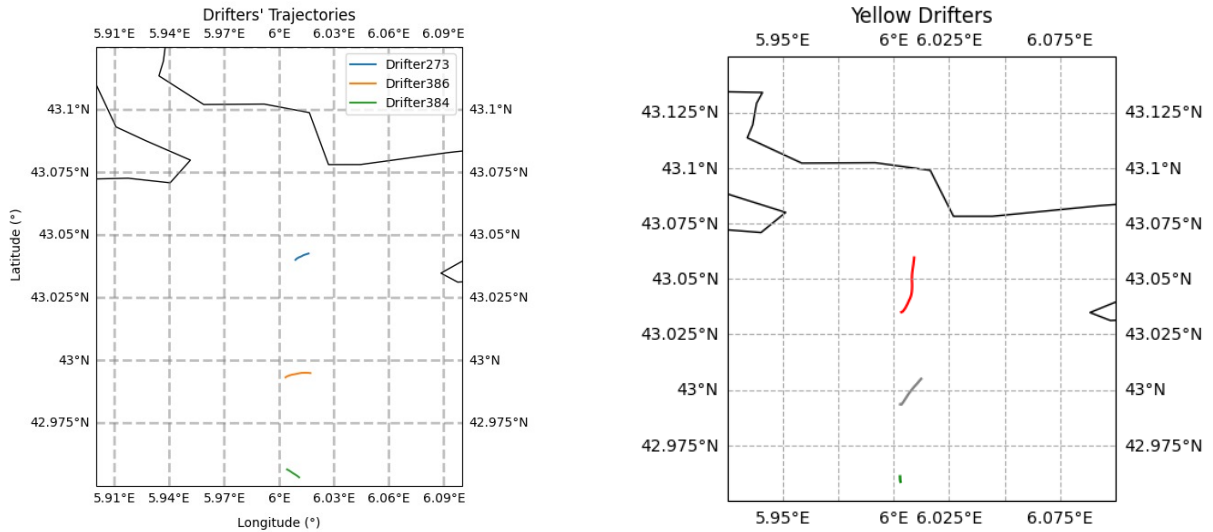 Drifters' Trajectories
5.91°E 5.94°E 5.97°E 6°E 6.03°E 6.06°E 6.09°E
Drifter273
Drifter386
Drifter384
43.1°N 43.1°N
43.075°N 43.075°N
43.05°N 43.05°N
43.025°N 43.025°N
43°N 43°N
42.975°N 42.975°N
5.91°E 5.94°E 5.97°E 6°E 6.03°E 6.06°E 6.09°E
Latitude (°)
Longitude (°)
Yellow Drifters
5.95°E 6°E 6.025°E 6.075°E
43.125°N 43.125°N
43.1°N 43.1°N
43.075°N 43.075°N
43.05°N 43.05°N
43.025°N 43.025°N
43°N 43°N
42.975°N 42.975°N
5.95°E 6°E 6.025°E 6.075°E